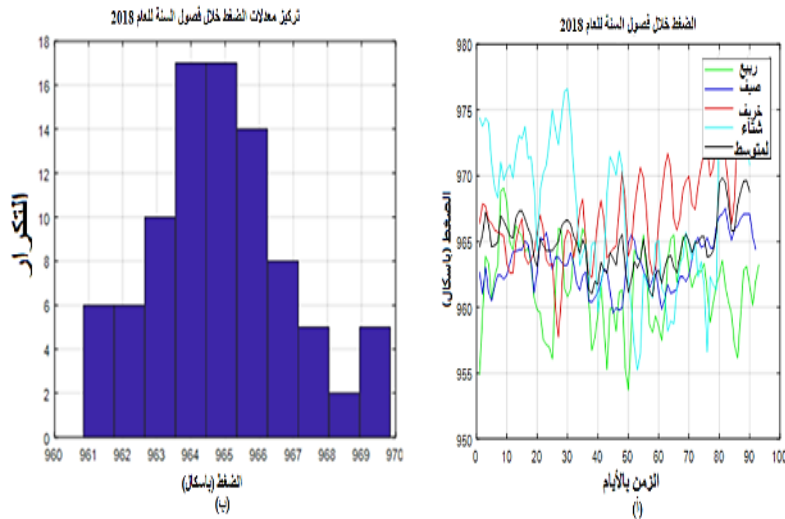 الضغط خلال فصول السنة للعام 2018
980
975
970
965
960
955
950
الضغط (باسكال)
ربيع
صيف
خريف
شتاء
لمتوسط
0 10 20 30 40 50 60 70 80 90 100
الزمن بالأيام
(أ)
تركيز معدلات الضغط خلال فصول السنة للعام 2018
18
16
14
12
10
8
6
4
2
0
التكرار
960 961 962 963 964 965 966 967 968 969 970
الضغط (باسكال)
(ب)